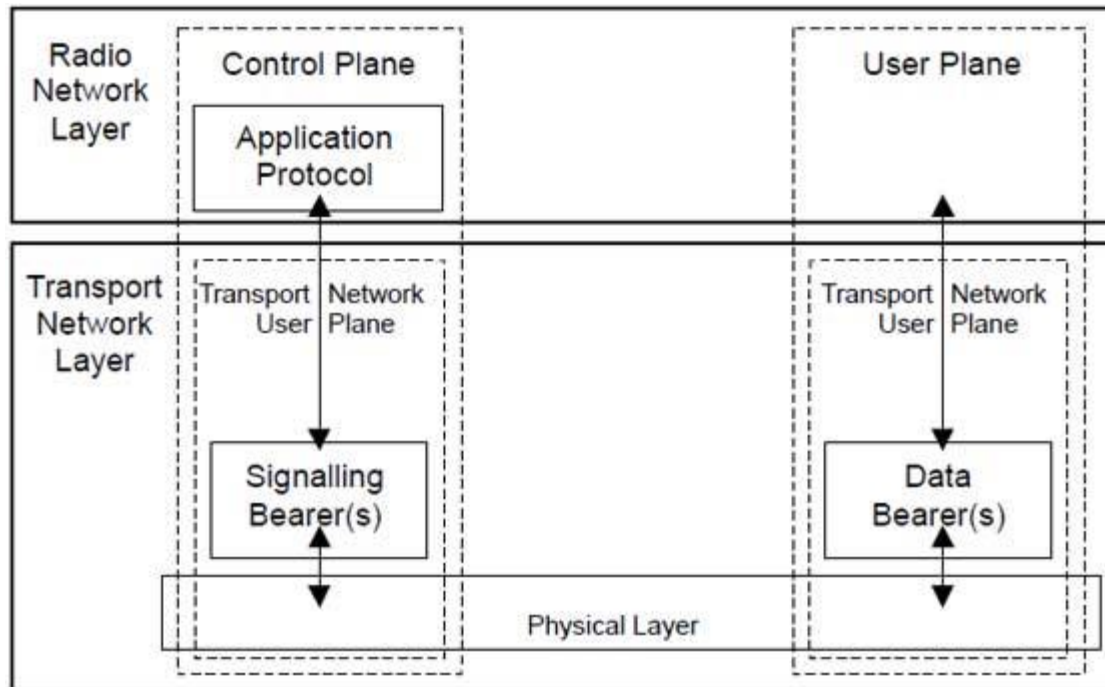 Radio
Network
Layer
Control Plane
User Plane
Application
Protocol
Transport
Network
Layer
Transport Network
User Plane
Transport Network
User Plane
Signalling
Bearer(s)
Data
Bearer(s)
Physical Layer